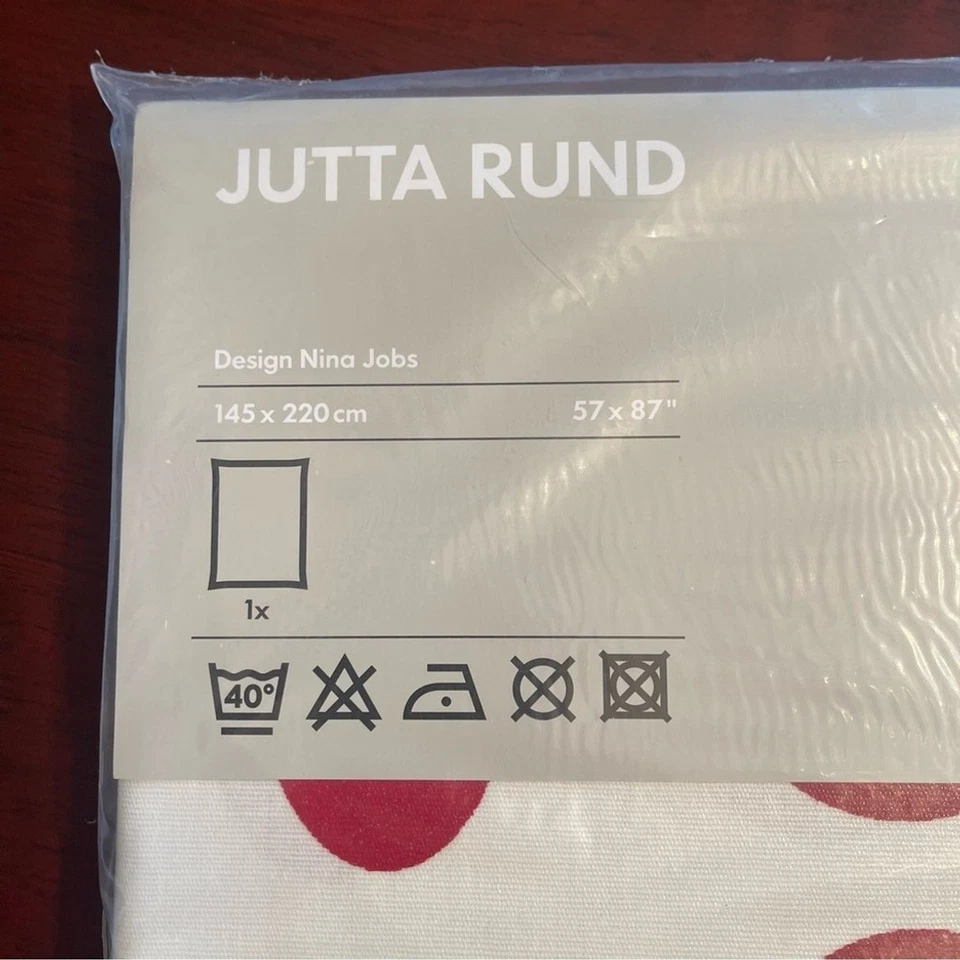 JUTTA RUND
Design Nina Jobs
145 x 220 cm 57 x 87"
1x
40°